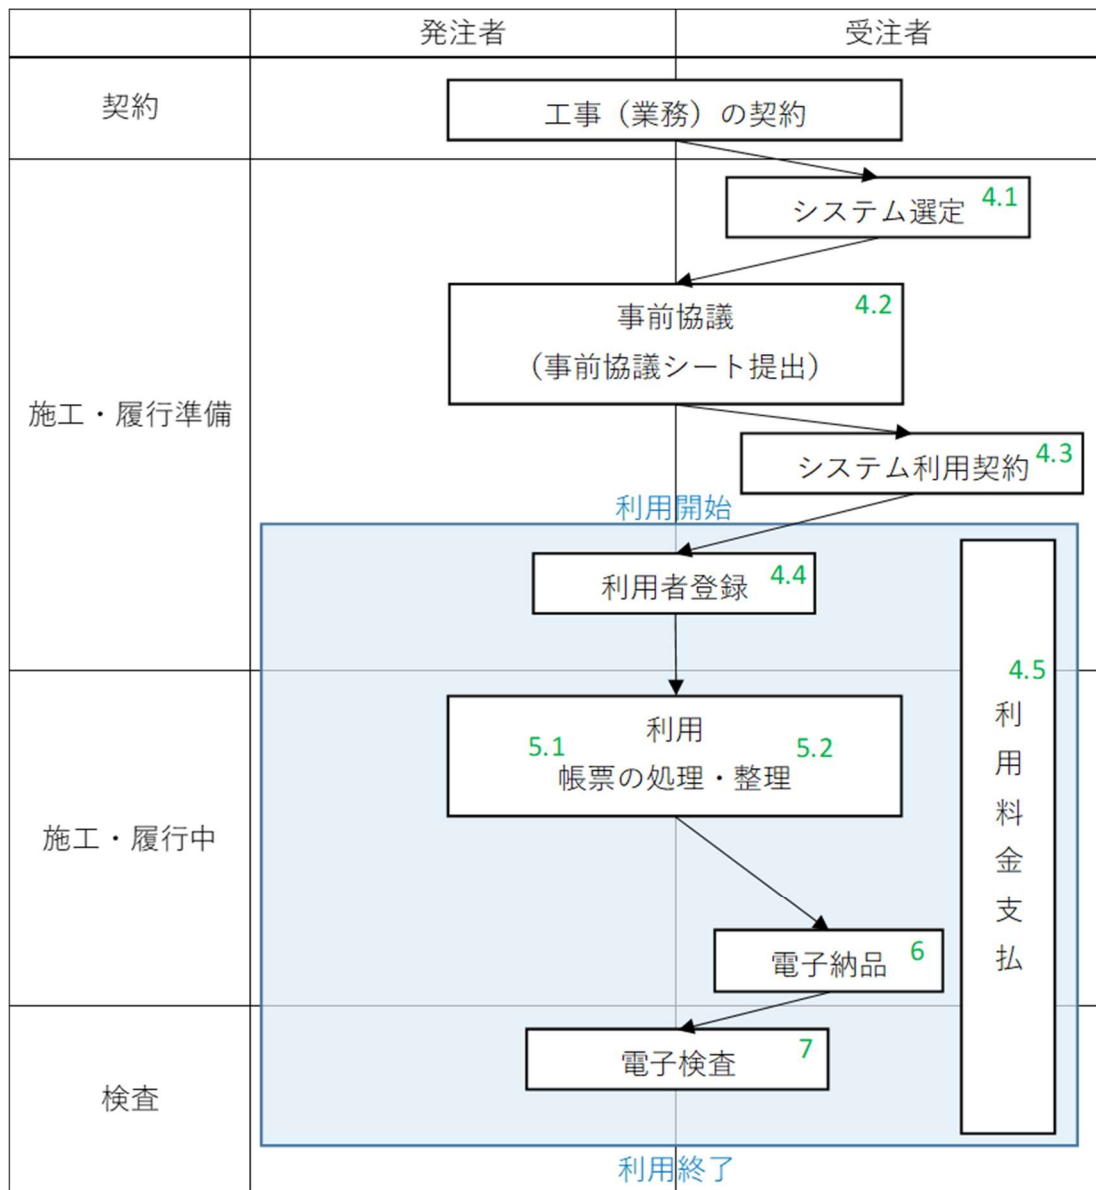 発注者
受注者
契約
工事（業務）の契約
システム選定 4.1
4.2
事前協議
（事前協議シート提出）
施工・履行準備
システム利用契約 4.3
利用開始
利用者登録 4.4
4.5
利用料金支払
利用
5.1 5.2
帳票の処理・整理
施工・履行中
電子納品 6
電子検査 7
検査
利用終了